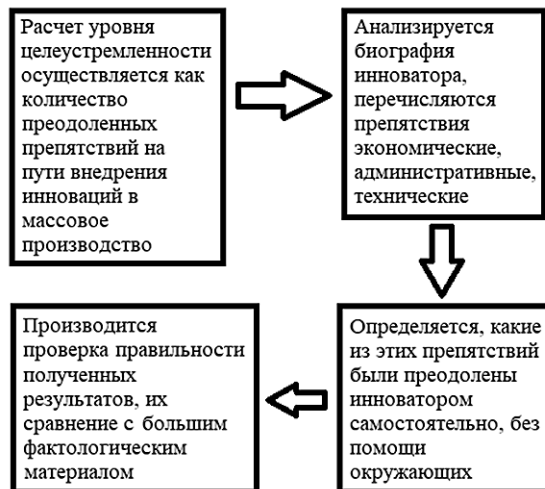 Расчет уровня
целеустремленности
осуществляется как
количество
преодоленных
препятствий на
пути внедрения
инноваций в
массовое
производство
Анализируется
биография
инноватора,
перечисляются
препятствия
экономические,
административные,
технические
Определяется, какие
из этих препятствий
были преодолены
инноватором
самостоятельно, без
помощи
окружающих
Производится
проверка правильности
полученных
результатов, их
сравнение с большим
фактологическим
материалом